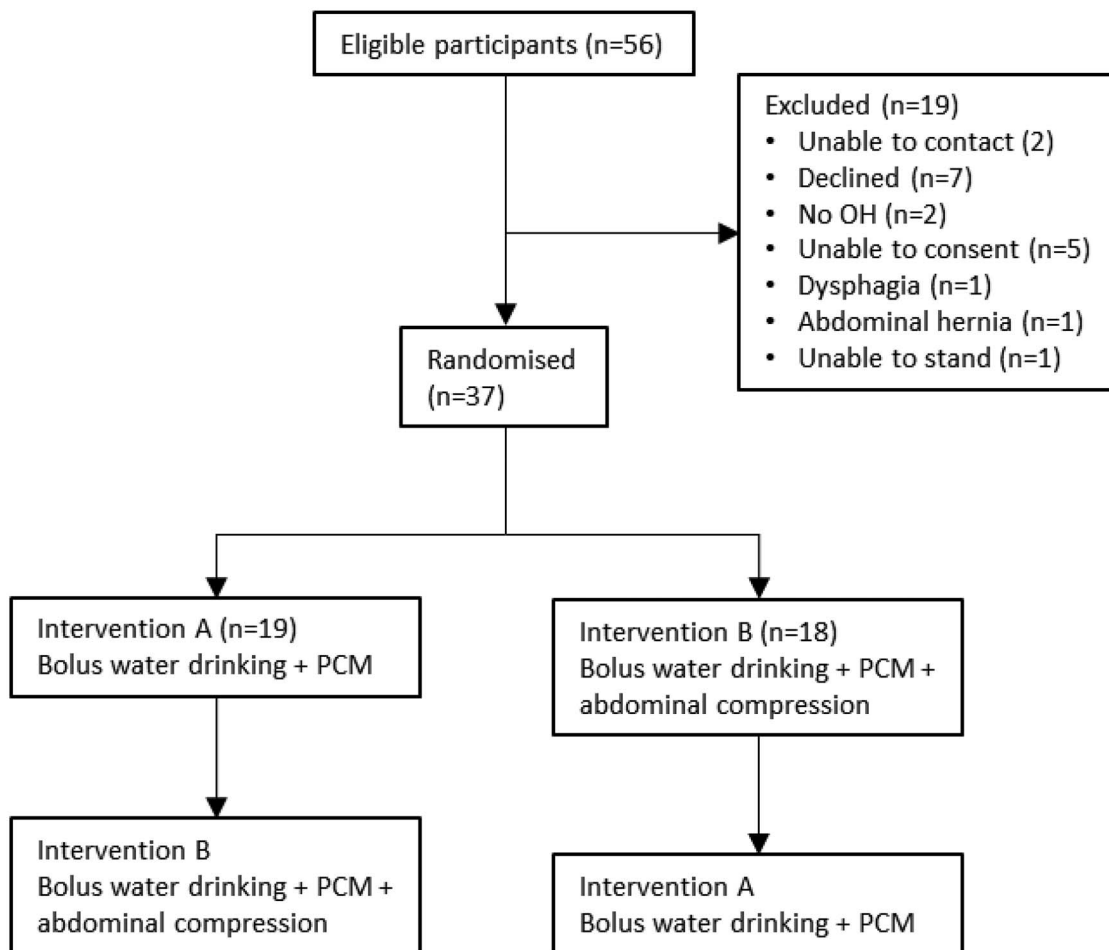 Eligible participants (n=56)
Excluded (n=19)
• Unable to contact (2)
• Declined (n=7)
• No OH (n=2)
• Unable to consent (n=5)
• Dysphagia (n=1)
• Abdominal hernia (n=1)
• Unable to stand (n=1)
Randomised
(n=37)
Intervention A (n=19)
Bolus water drinking + PCM
Intervention B (n=18)
Bolus water drinking + PCM +
abdominal compression
Intervention B
Bolus water drinking + PCM +
abdominal compression
Intervention A
Bolus water drinking + PCM